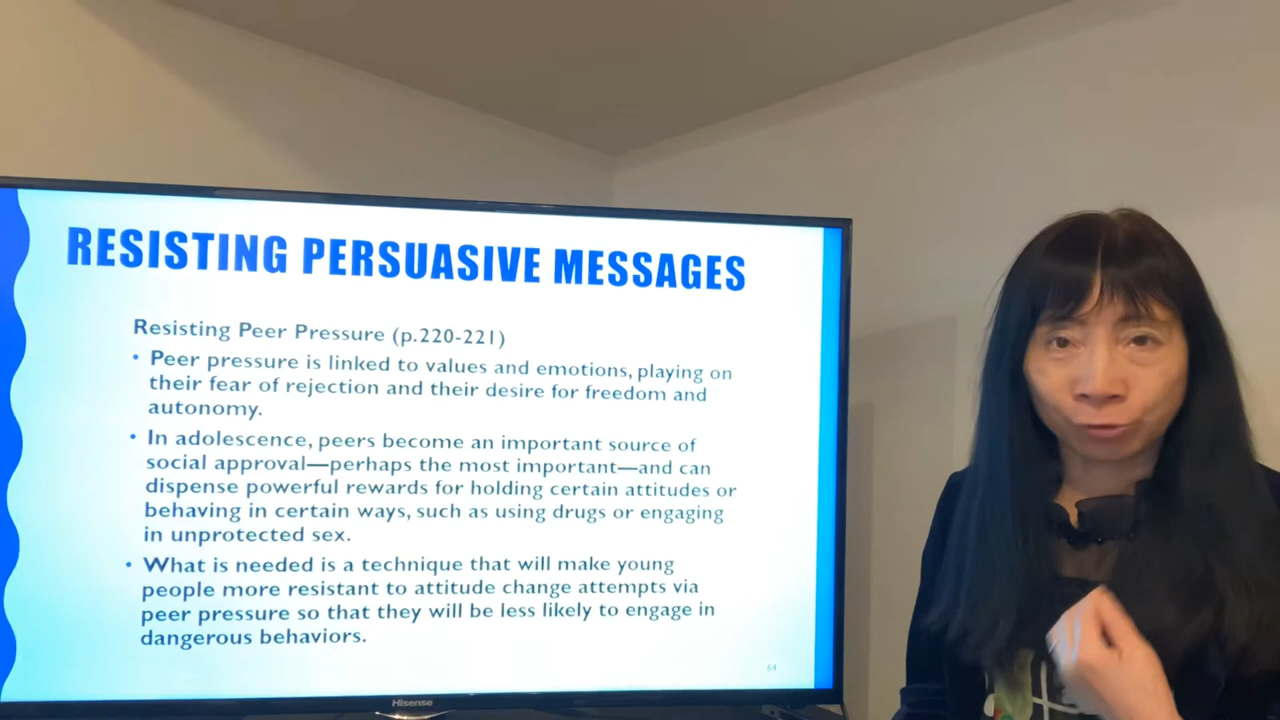 RESISTING PERSUASIVE MESSAGES
Resisting Peer Pressure (p.220-221)
• Peer pressure is linked to values and emotions, playing on
their fear of rejection and their desire for freedom and
autonomy.
• In adolescence, peers become an important source of
social approval—perhaps the most important—and can
dispense powerful rewards for holding certain attitudes or
behaving in certain ways, such as using drugs or engaging
in unprotected sex.
• What is needed is a technique that will make young
people more resistant to attitude change attempts via
peer pressure so that they will be less likely to engage in
dangerous behaviors.
64
Hisense